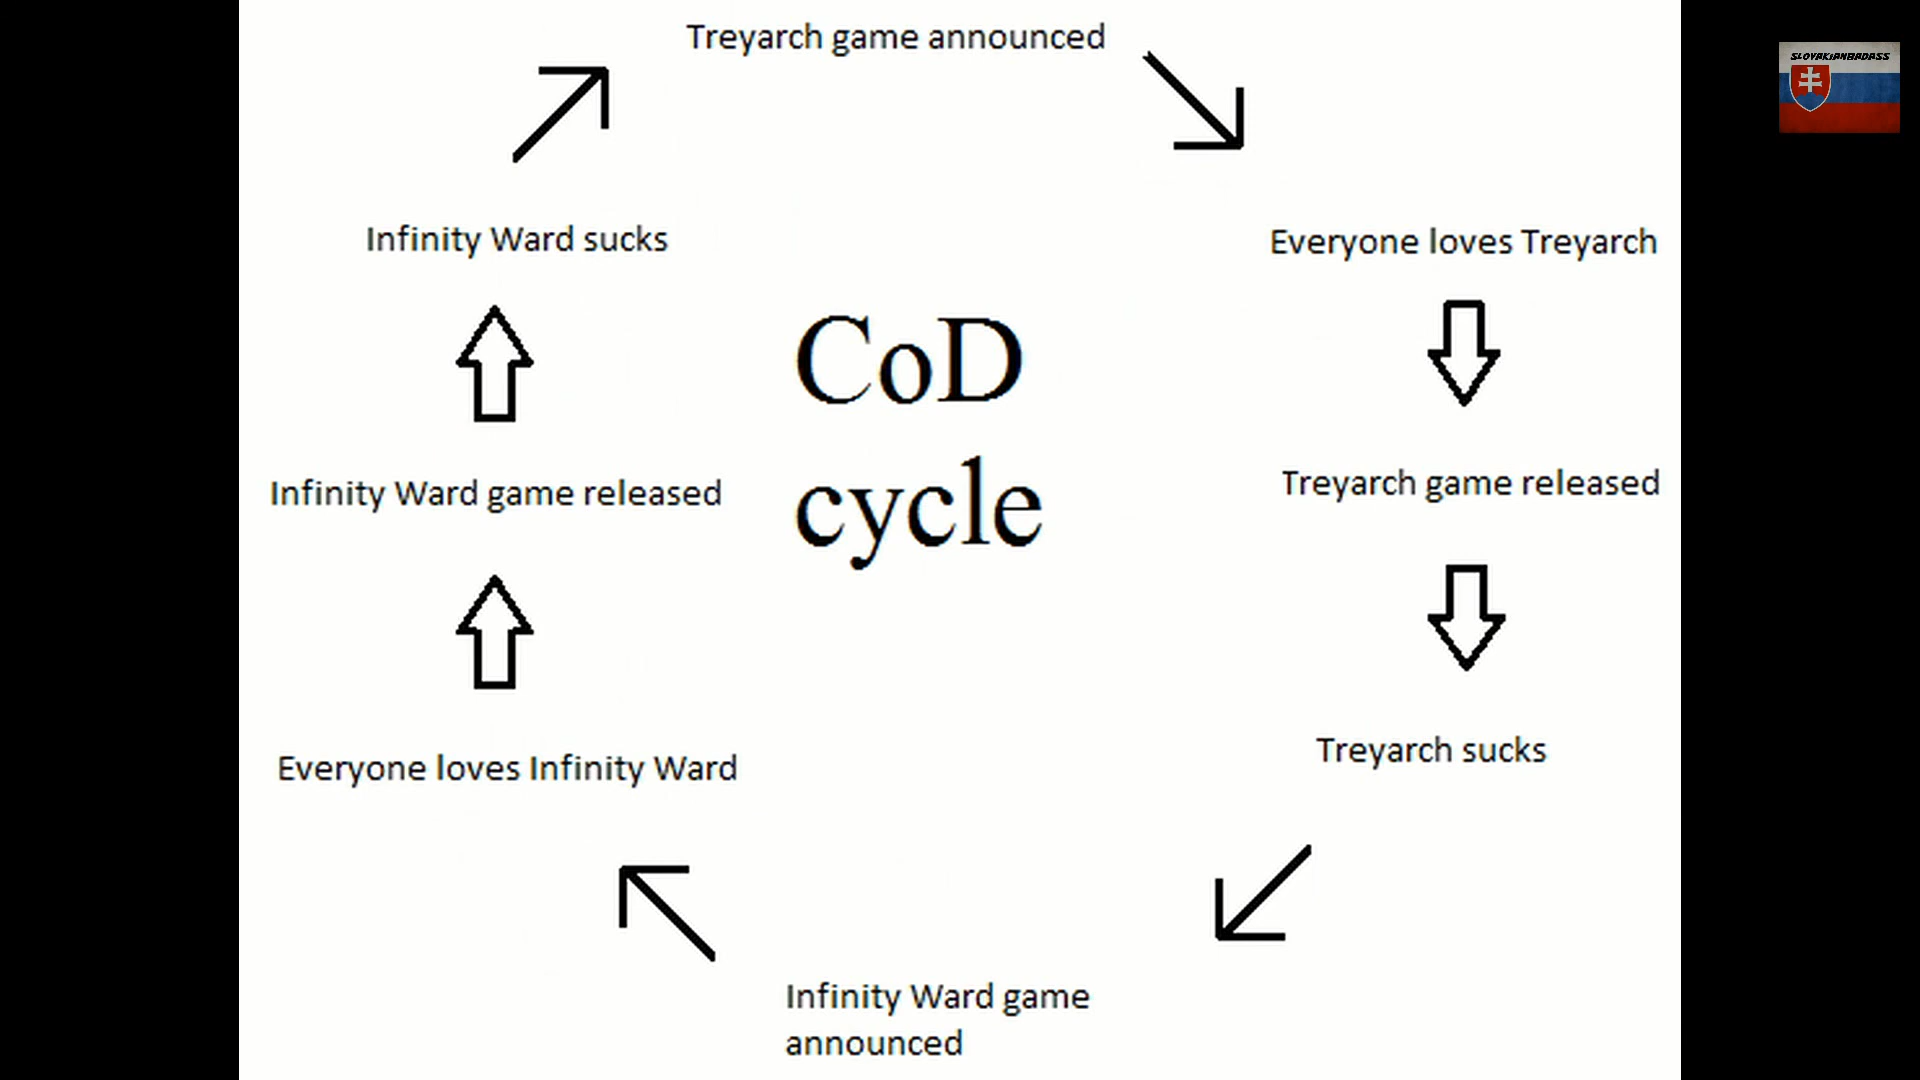 Treyarch game announced
SLOVAKIANBADASS
Infinity Ward sucks
Everyone loves Treyarch
CoD
cycle
Infinity Ward game released
Treyarch game released
Everyone loves Infinity Ward
Treyarch sucks
Infinity Ward game
announced